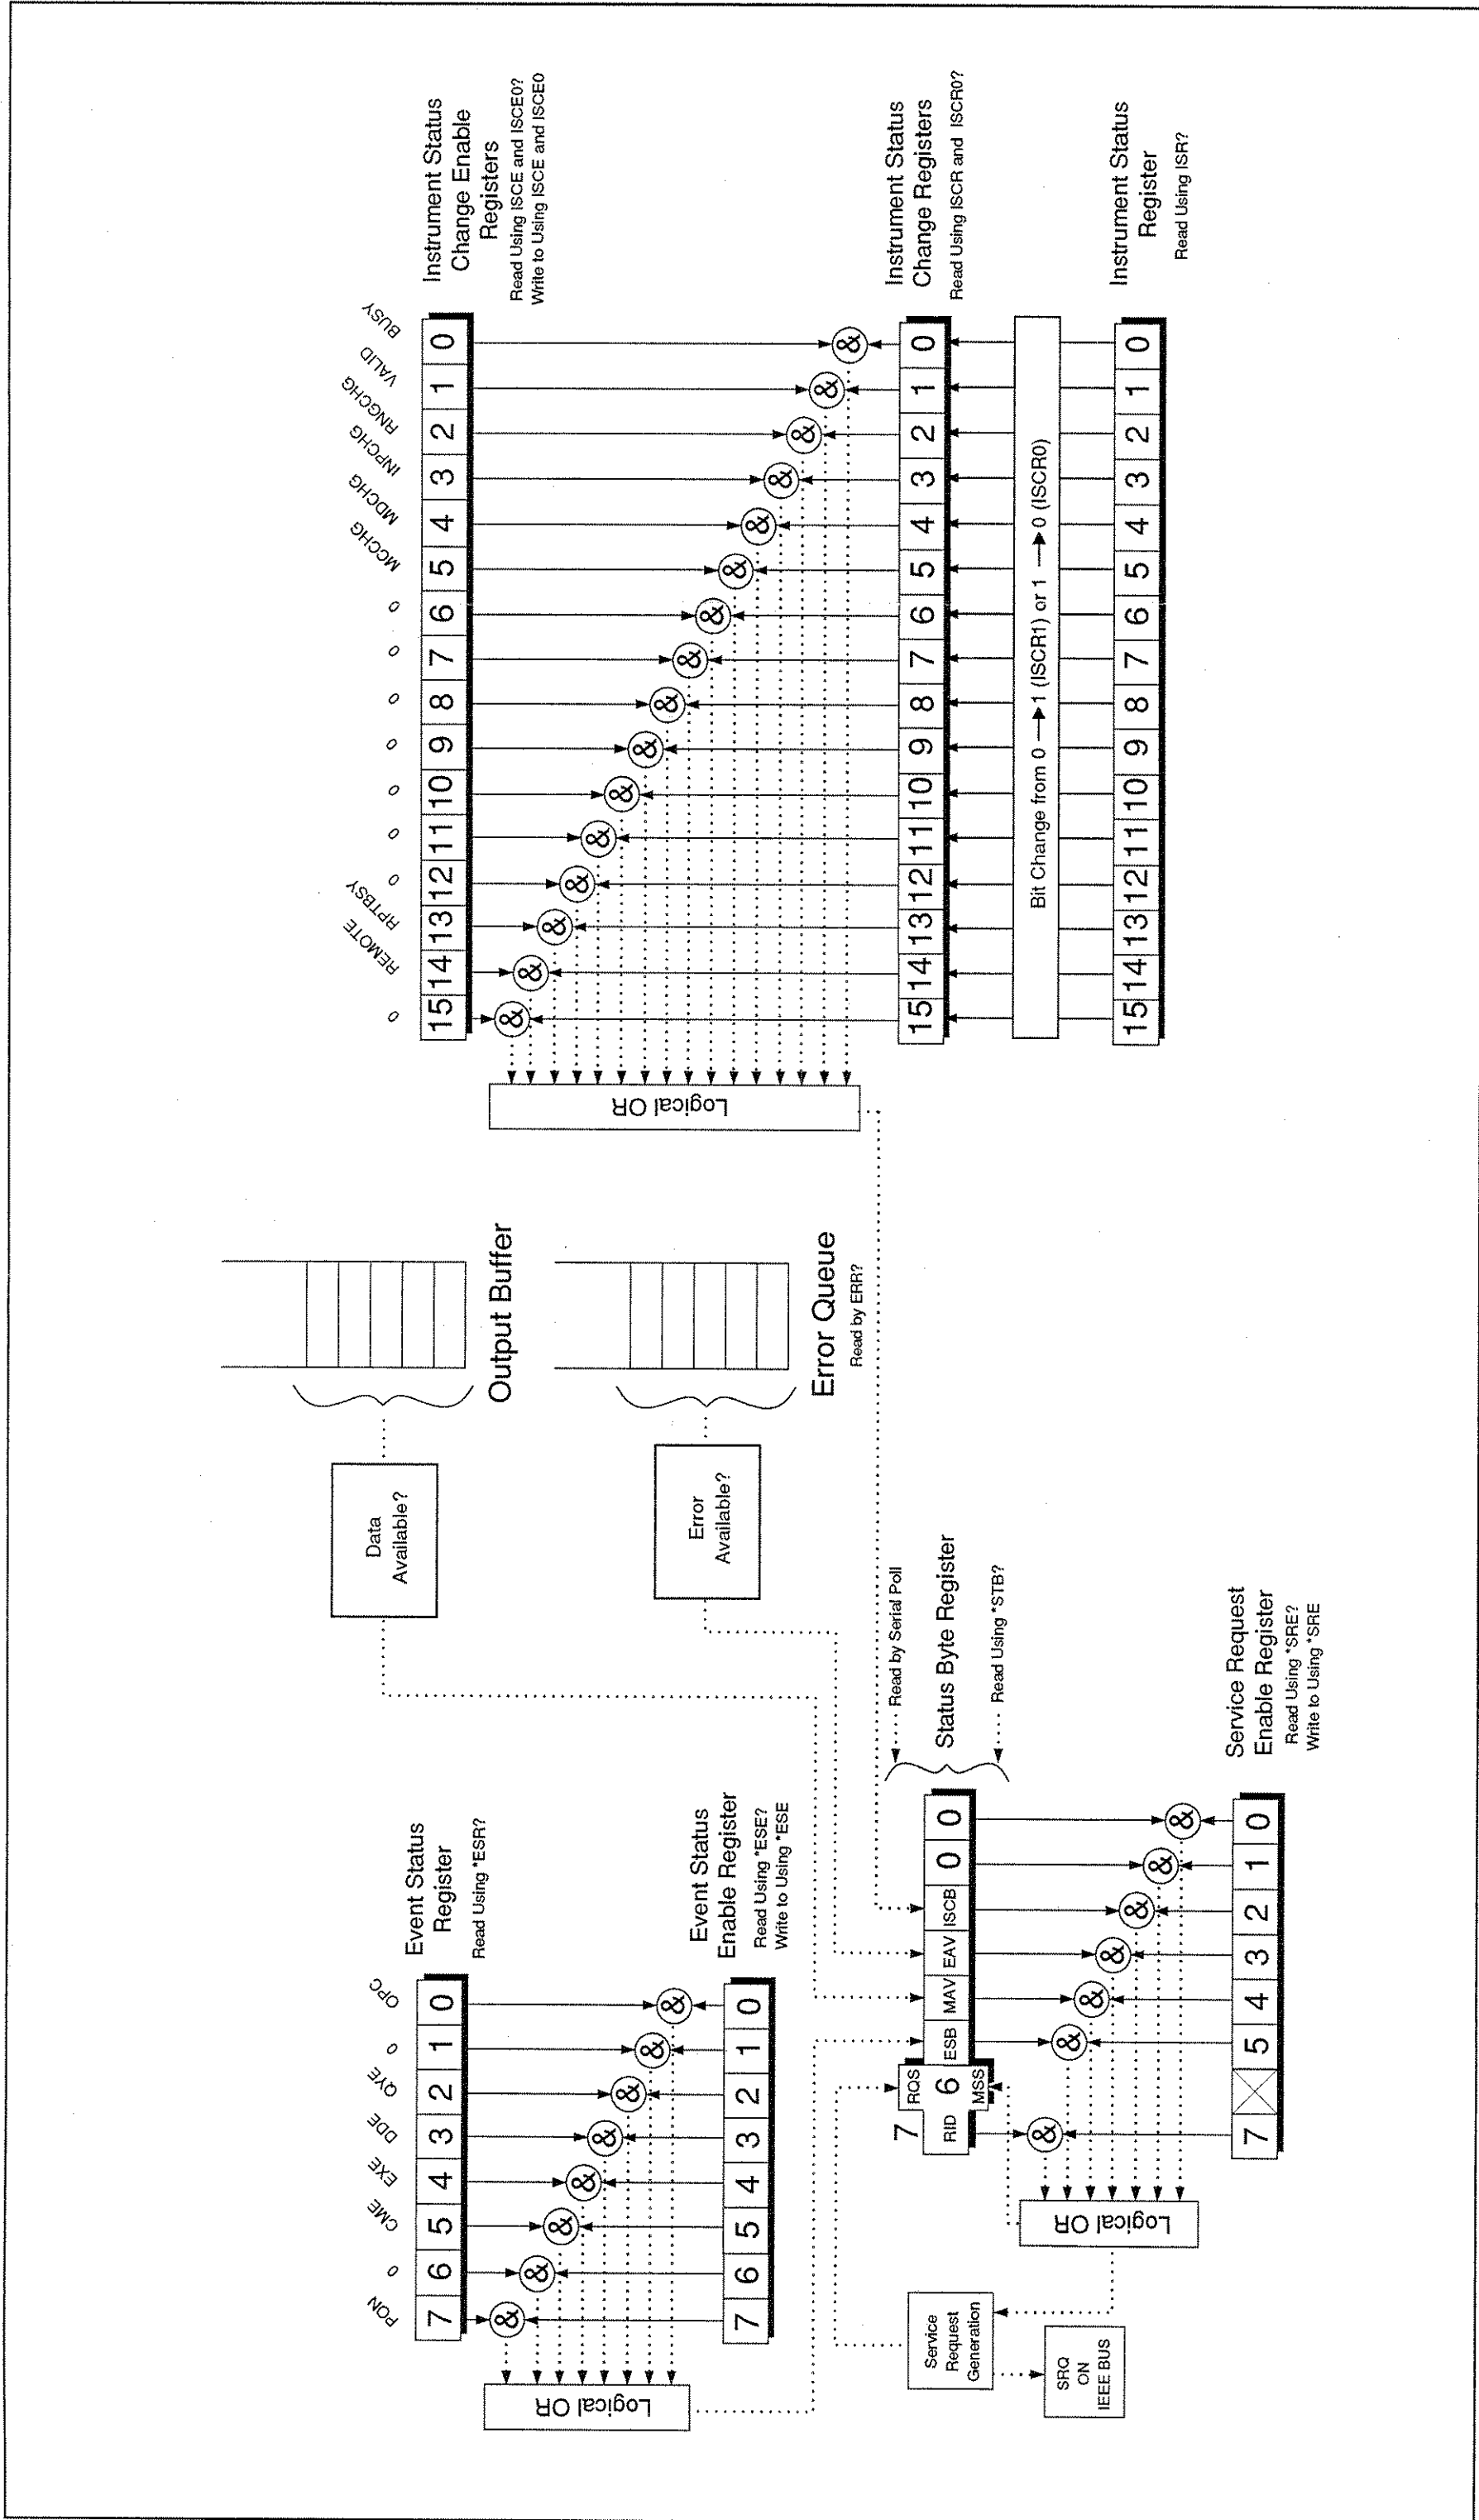 PON
0
CME
EXE
DDE
QYE
0
OPC
7 6 5 4 3 2 1 0
Event Status
Register
Read Using *ESR?
& & & & & & & &
Logical OR
7 6 5 4 3 2 1 0
Event Status
Enable Register
Read Using *ESE?
Write to Using *ESE
Data
Available?
Output Buffer
Error
Available?
Error Queue
Read by ERR?
0
REMOTE
RPTBSY
0
0
0
0
0
0
0
MCCHG
MDCHG
INPCHG
RNGCHG
VALID
BUSY
15 14 13 12 11 10 9 8 7 6 5 4 3 2 1 0
Instrument Status
Change Enable
Registers
Read Using ISCE and ISCE0?
Write to Using ISCE and ISCE0
& & & & & & & & & & & & & & & &
Logical OR
15 14 13 12 11 10 9 8 7 6 5 4 3 2 1 0
Instrument Status
Change Registers
Read Using ISCR and ISCR0?
Bit Change from 0 → 1 (ISCR1) or 1 → 0 (ISCR0)
15 14 13 12 11 10 9 8 7 6 5 4 3 2 1 0
Instrument Status
Register
Read Using ISR?
Read by Serial Poll
Status Byte Register
Read Using *STB?
7
RQS
RID 6 ESB MAV EAV ISCB 0 0
MSS
& & & & & & &
Logical OR
7 5 4 3 2 1 0
Service Request
Enable Register
Read Using *SRE?
Write to Using *SRE
Service
Request
Generation
SRQ
ON
IEEE BUS